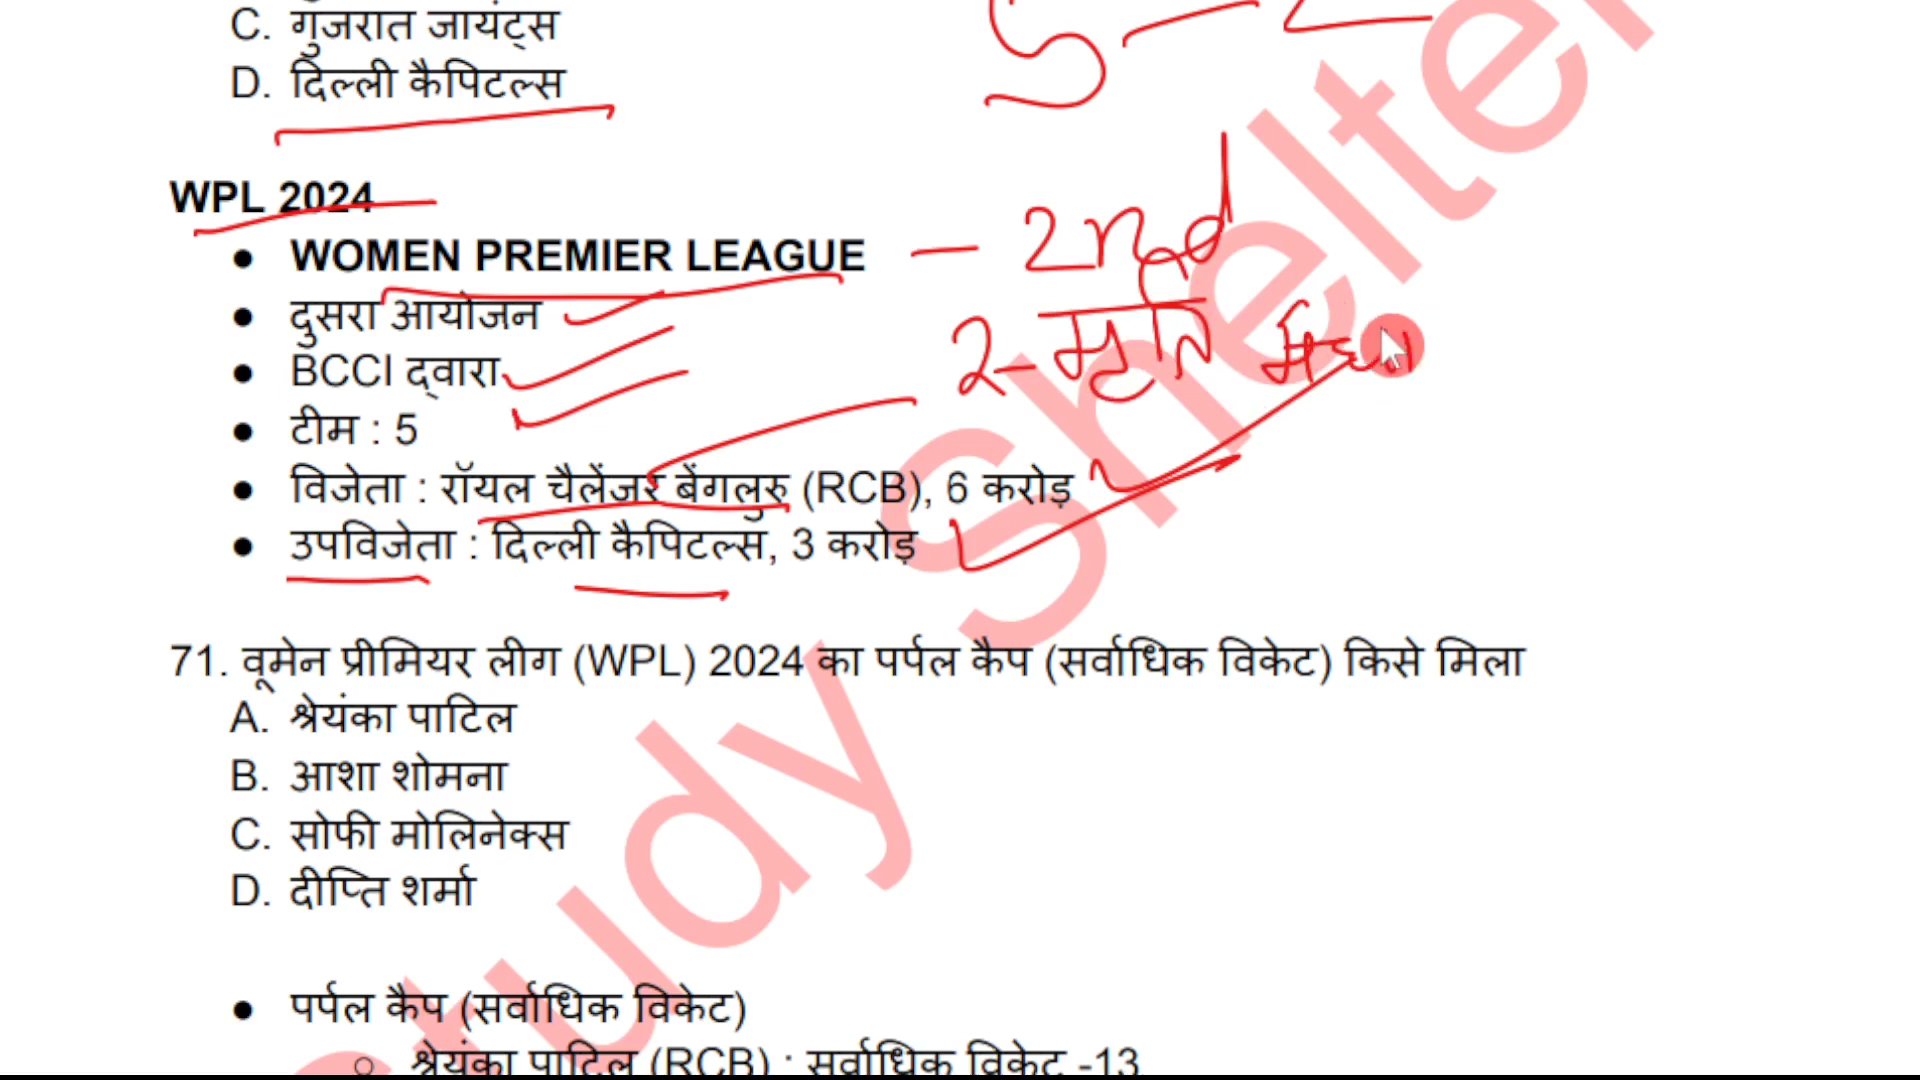 C. गुजरात जायंट्स
D. दिल्ली कैपिटल्स
WPL 2024
● WOMEN PREMIER LEAGUE - 2nd
● दुसरा आयोजन
● BCCI द्वारा
● टीम : 5
● विजेता : रॉयल चैलेंजर बेंगलुरु (RCB), 6 करोड़
● उपविजेता : दिल्ली कैपिटल्स, 3 करोड़
71. वूमेन प्रीमियर लीग (WPL) 2024 का पर्पल कैप (सर्वाधिक विकेट) किसे मिला
A. श्रेयंका पाटिल
B. आशा शोमना
C. सोफी मोलिनेक्स
D. दीप्ति शर्मा
● पर्पल कैप (सर्वाधिक विकेट)
○ श्रेयंका पाटिल (RCB) : सर्वाधिक विकेट -13
Study Shelter